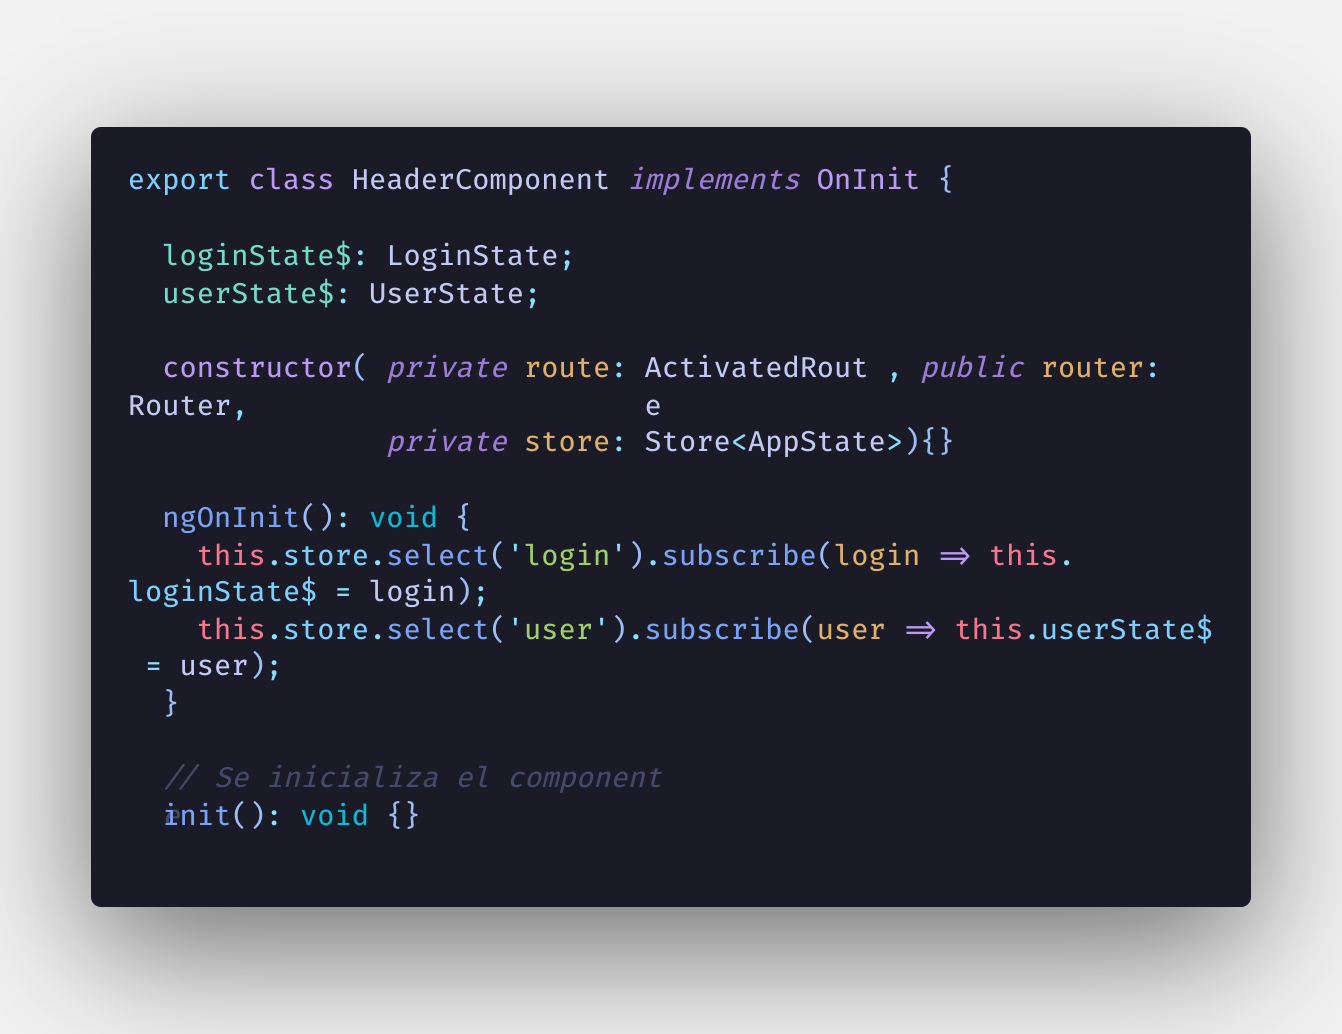 export class HeaderComponent implements OnInit {
loginState$: LoginState;
userState$: UserState;
constructor( private route: ActivatedRout , public router:
Router, e
private store: Store<AppState>){}
ngOnInit(): void {
this.store.select('login').subscribe(login => this.
loginState$ = login);
this.store.select('user').subscribe(user => this.userState$
= user);
}
// Se inicializa el component
init(): void {}